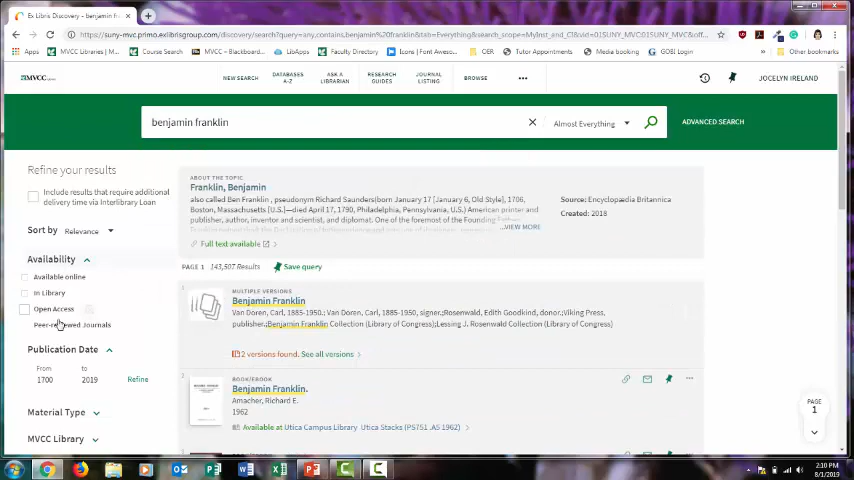 Ex Libris Discovery - benjamin fr
https://suny-mvc.primo.exlibrisgroup.com/discovery/search?query=any,contains,benjamin%20franklin&tab=Everything&search_scope=MyInst_end_CI&vid=01SUNY_MVC:01SUNY_MVC&off...
Apps MVCC Libraries | M... Course Search MVCC – Blackboard... LibApps Faculty Directory Icons | Font Awesom... OER Tutor Appointments Media booking GOBI Login Other bookmarks
MVCC NEW SEARCH DATABASES A-Z ASK A LIBRARIAN RESEARCH GUIDES JOURNAL LISTING BROWSE ••• JOCELYN IRELAND
benjamin franklin Almost Everything ADVANCED SEARCH
Refine your results
Include results that require additional
delivery time via Interlibrary Loan
Sort by Relevance
Availability
Available online
In Library
Open Access
Peer-reviewed Journals
Publication Date
From to
1700 2019 Refine
Material Type
MVCC Library
ABOUT THE TOPIC
Franklin, Benjamin
also called Ben Franklin , pseudonym Richard Saunders(born January 17 [January 6, Old Style], 1706,
Boston, Massachusetts [U.S.]—died April 17, 1790, Philadelphia, Pennsylvania, U.S.) American printer and
publisher, author, inventor and scientist, and diplomat. One of the foremost of the Founding
...VIEW MORE
Full text available
Source: Encyclopædia Britannica
Created: 2018
PAGE 1 143,507 Results Save query
1
MULTIPLE VERSIONS
Benjamin Franklin
Van Doren, Carl, 1885-1950.; Van Doren, Carl, 1885-1950, signer.;Rosenwald, Edith Goodkind, donor.;Viking Press,
publisher.;Benjamin Franklin Collection (Library of Congress);Lessing J. Rosenwald Collection (Library of Congress)
2 versions found. See all versions
2
BOOK/EBOOK
Benjamin Franklin.
Amacher, Richard E.
1962
Available at Utica Campus Library Utica Stacks (PS751 .A5 1962)
PAGE
1
2:10 PM
8/1/2019